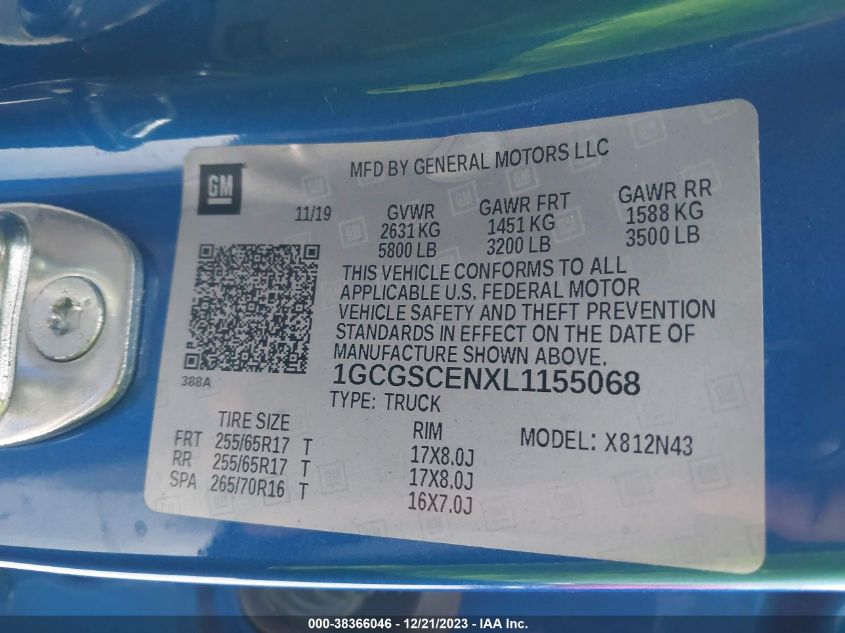 GM
MFD BY GENERAL MOTORS LLC
11/19
GVWR GAWR FRT GAWR RR
2631 KG 1451 KG 1588 KG
5800 LB 3200 LB 3500 LB
THIS VEHICLE CONFORMS TO ALL
APPLICABLE U.S. FEDERAL MOTOR
VEHICLE SAFETY AND THEFT PREVENTION
STANDARDS IN EFFECT ON THE DATE OF
MANUFACTURE SHOWN ABOVE.
388A
1GCGSCENXL1155068
TYPE: TRUCK
TIRE SIZE RIM MODEL: X812N43
FRT 255/65R17 T 17X8.0J
RR 255/65R17 T 17X8.0J
SPA 265/70R16 T 16X7.0J
000-38366046 - 12/21/2023 - IAA Inc.